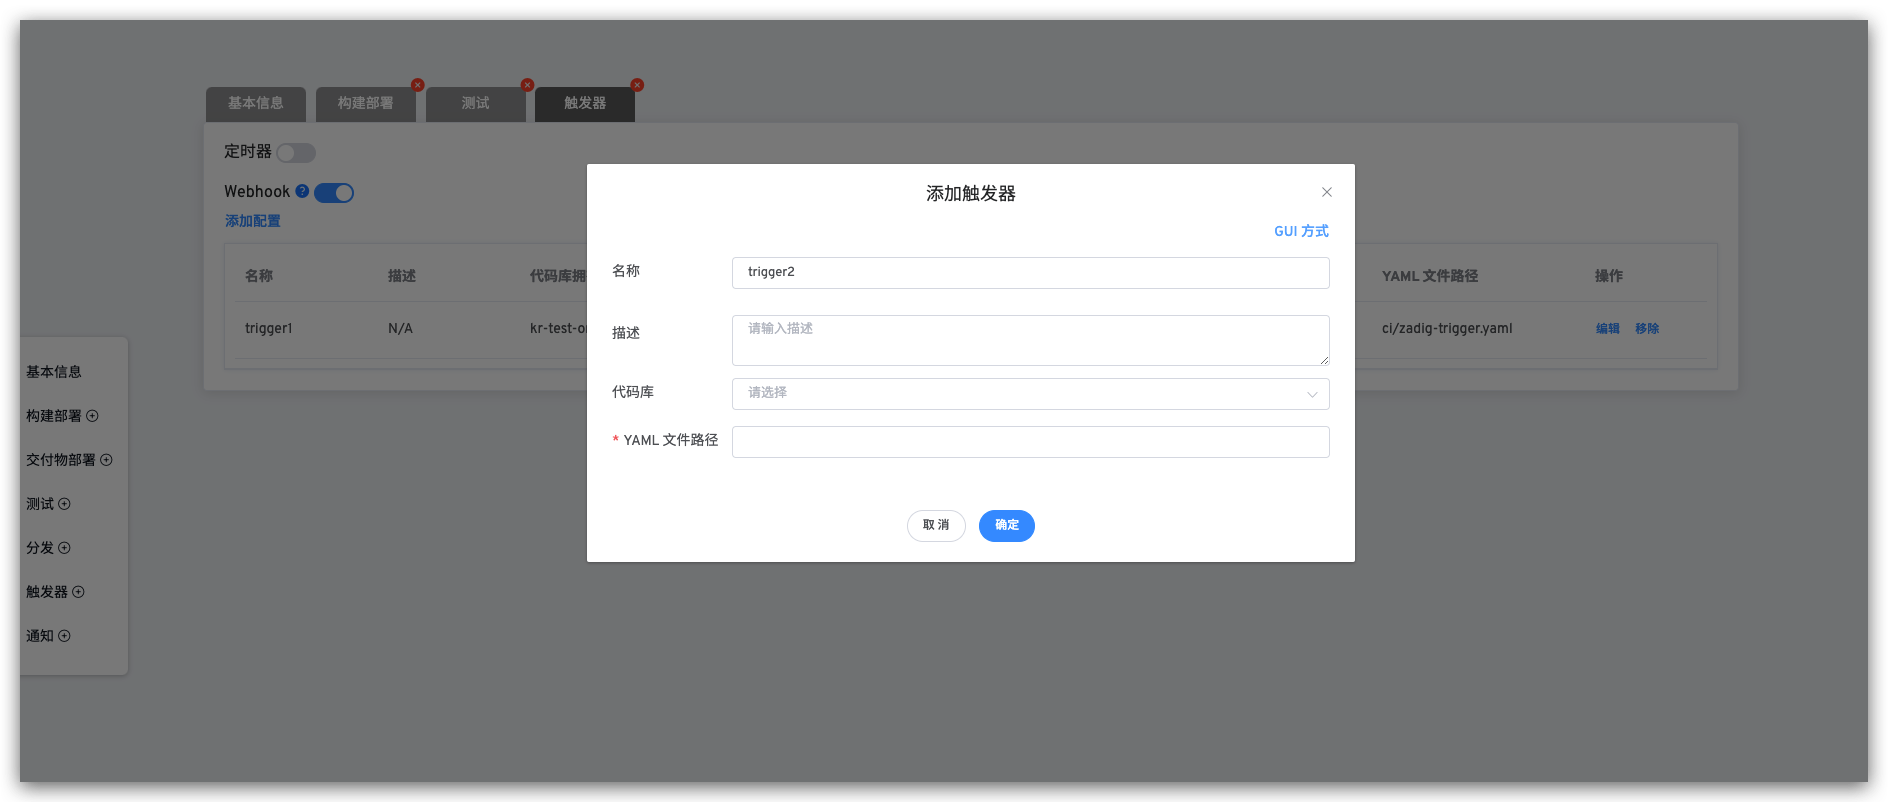 基本信息
构建部署
测试
触发器
定时器
Webhook ?
添加配置
名称 描述 代码库拥 YAML 文件路径 操作
trigger1 N/A kr-test-o ci/zadig-trigger.yaml 编辑 移除
基本信息
构建部署
交付物部署
测试
分发
触发器
通知
添加触发器
GUI 方式
名称 trigger2
描述 请输入描述
代码库 请选择
* YAML 文件路径
取 消 确定